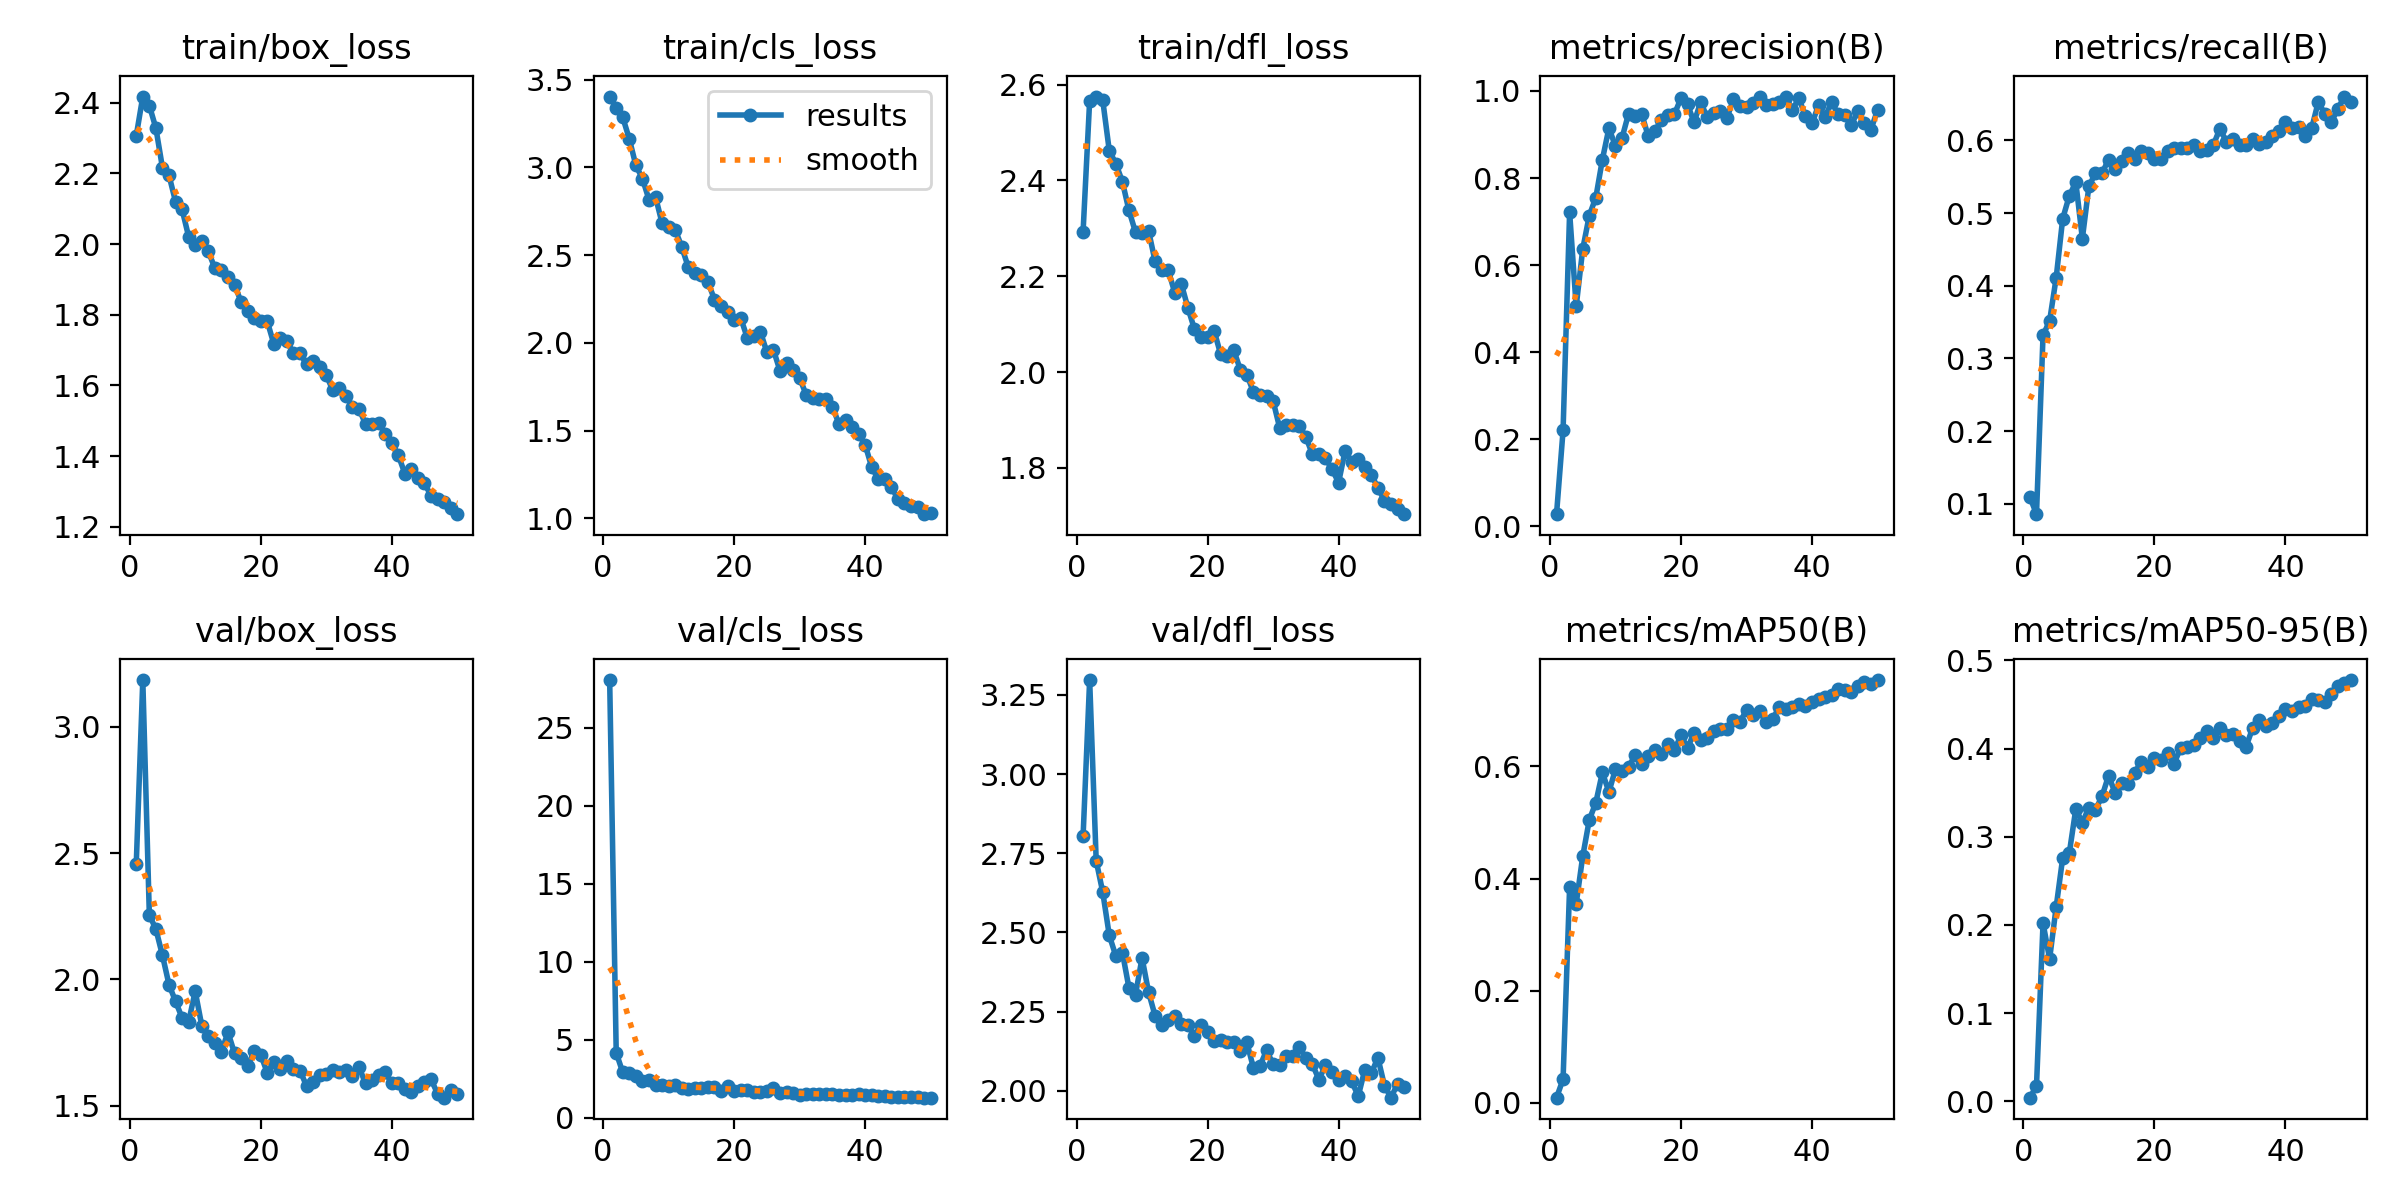 train/box_loss
2.4
2.2
2.0
1.8
1.6
1.4
1.2
0 20 40
train/cls_loss
results
smooth
3.5
3.0
2.5
2.0
1.5
1.0
0 20 40
train/dfl_loss
2.6
2.4
2.2
2.0
1.8
0 20 40
metrics/precision(B)
1.0
0.8
0.6
0.4
0.2
0.0
0 20 40
metrics/recall(B)
0.6
0.5
0.4
0.3
0.2
0.1
0 20 40
val/box_loss
3.0
2.5
2.0
1.5
0 20 40
val/cls_loss
25
20
15
10
5
0
0 20 40
val/dfl_loss
3.25
3.00
2.75
2.50
2.25
2.00
0 20 40
metrics/mAP50(B)
0.6
0.4
0.2
0.0
0 20 40
metrics/mAP50-95(B)
0.5
0.4
0.3
0.2
0.1
0.0
0 20 40